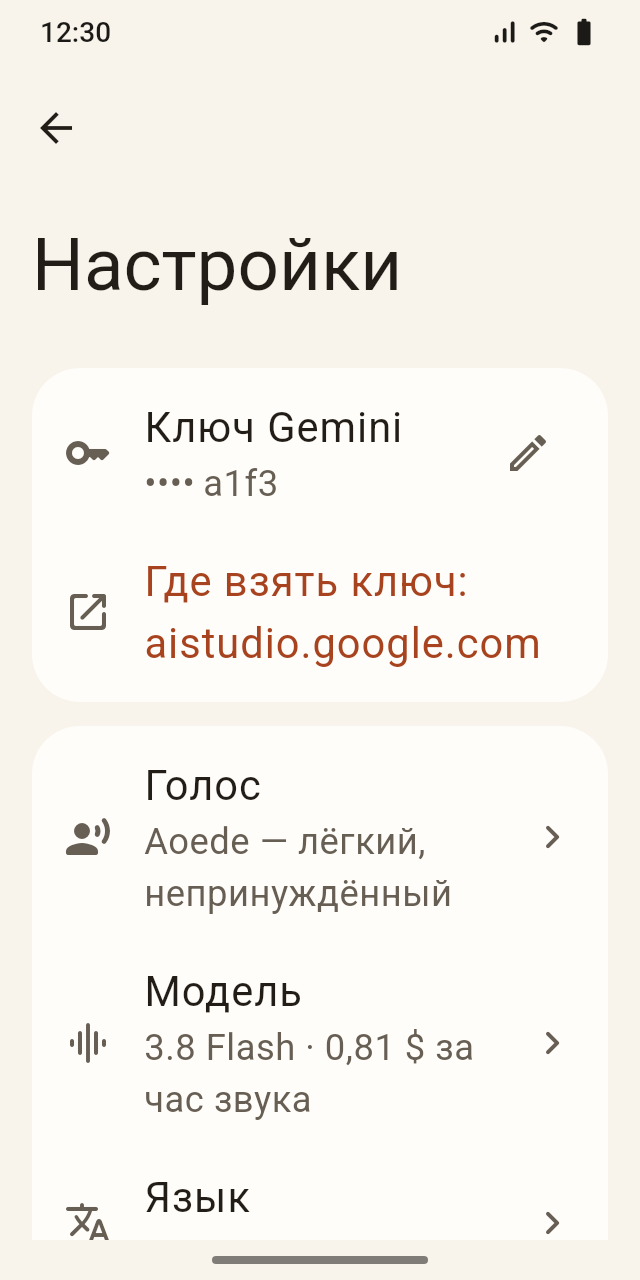 12:30
Настройки
Ключ Gemini
•••• a1f3
Где взять ключ:
aistudio.google.com
Голос
Aoede — лёгкий,
непринуждённый
Модель
3.8 Flash · 0,81 $ за
час звука
Язык